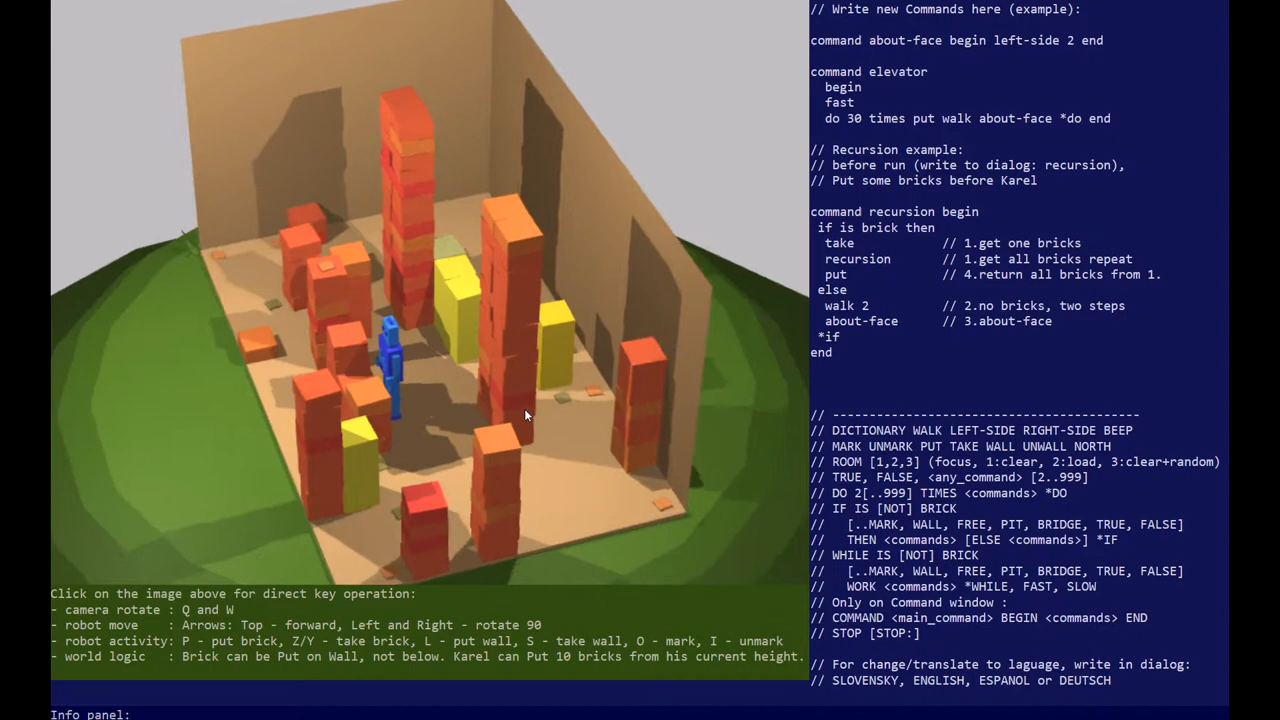 // Write new Commands here (example):
command about-face begin left-side 2 end
command elevator
begin
fast
do 30 times put walk about-face *do end
// Recursion example:
// before run (write to dialog: recursion),
// Put some bricks before Karel
command recursion begin
if is brick then
take // 1.get one bricks
recursion // 1.get all bricks repeat
put // 4.return all bricks from 1.
else
walk 2 // 2.no bricks, two steps
about-face // 3.about-face
*if
end
// ---------------------------------------
// DICTIONARY WALK LEFT-SIDE RIGHT-SIDE BEEP
// MARK UNMARK PUT TAKE WALL UNWALL NORTH
// ROOM [1,2,3] (focus, 1:clear, 2:load, 3:clear+random)
// TRUE, FALSE, <any_command> [2..999]
// DO 2[..999] TIMES <commands> *DO
// IF IS [NOT] BRICK
// [..MARK, WALL, FREE, PIT, BRIDGE, TRUE, FALSE]
// THEN <commands> [ELSE <commands>] *IF
// WHILE IS [NOT] BRICK
// [..MARK, WALL, FREE, PIT, BRIDGE, TRUE, FALSE]
// WORK <commands> *WHILE, FAST, SLOW
// Only on Command window :
// COMMAND <main_command> BEGIN <commands> END
// STOP [STOP:]
// For change/translate to laguage, write in dialog:
// SLOVENSKY, ENGLISH, ESPANOL or DEUTSCH
Click on the image above for direct key operation:
- camera rotate : Q and W
- robot move : Arrows: Top - forward, Left and Right - rotate 90
- robot activity: P - put brick, Z/Y - take brick, L - put wall, S - take wall, O - mark, I - unmark
- world logic : Brick can be Put on Wall, not below. Karel can Put 10 bricks from his current height.
Info panel: